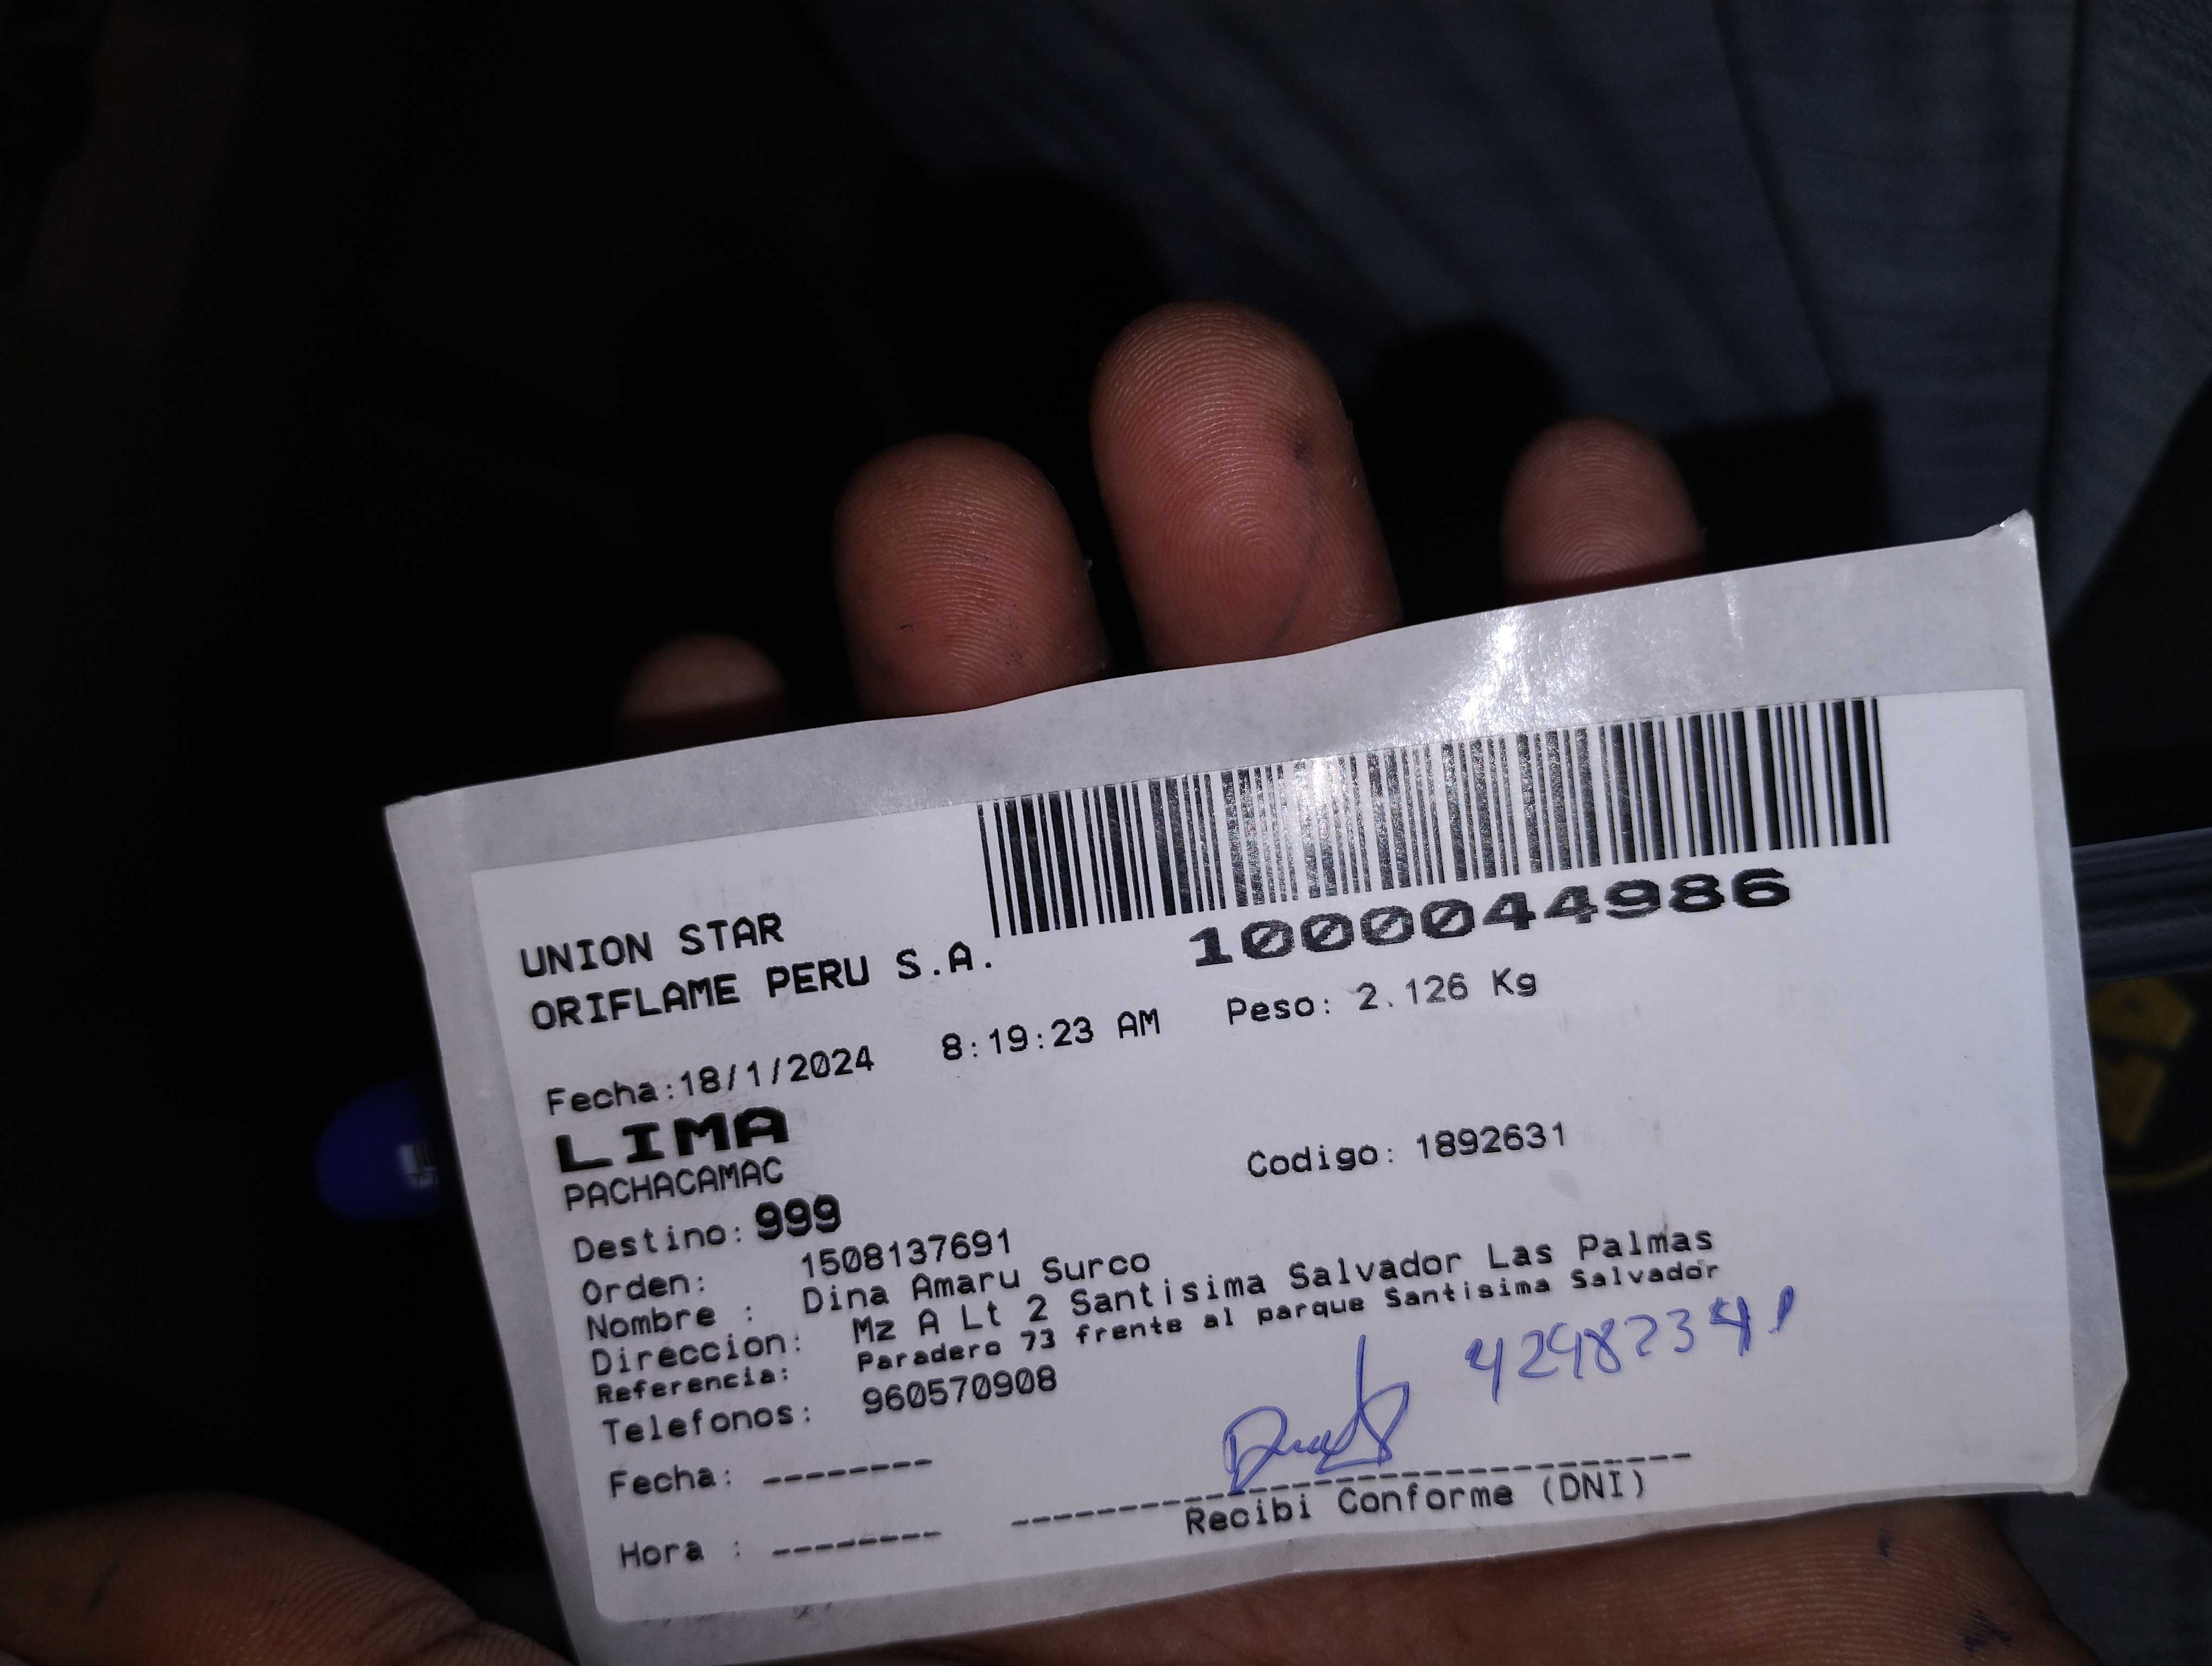 UNION STAR
ORIFLAME PERU S.A.
1000044986
Fecha:18/1/2024 8:19:23 AM Peso: 2.126 Kg
LIMA
PACHACAMAC
Codigo: 1892631
Destino: 999
Orden: 1508137691
Nombre : Dina Amaru Surco
Direccion: Mz A Lt 2 Santisima Salvador Las Palmas
Referencia: Paradero 73 frente al parque Santisima Salvador
Telefonos: 960570908
Fecha: --------
Hora : --------
Recibi Conforme (DNI)